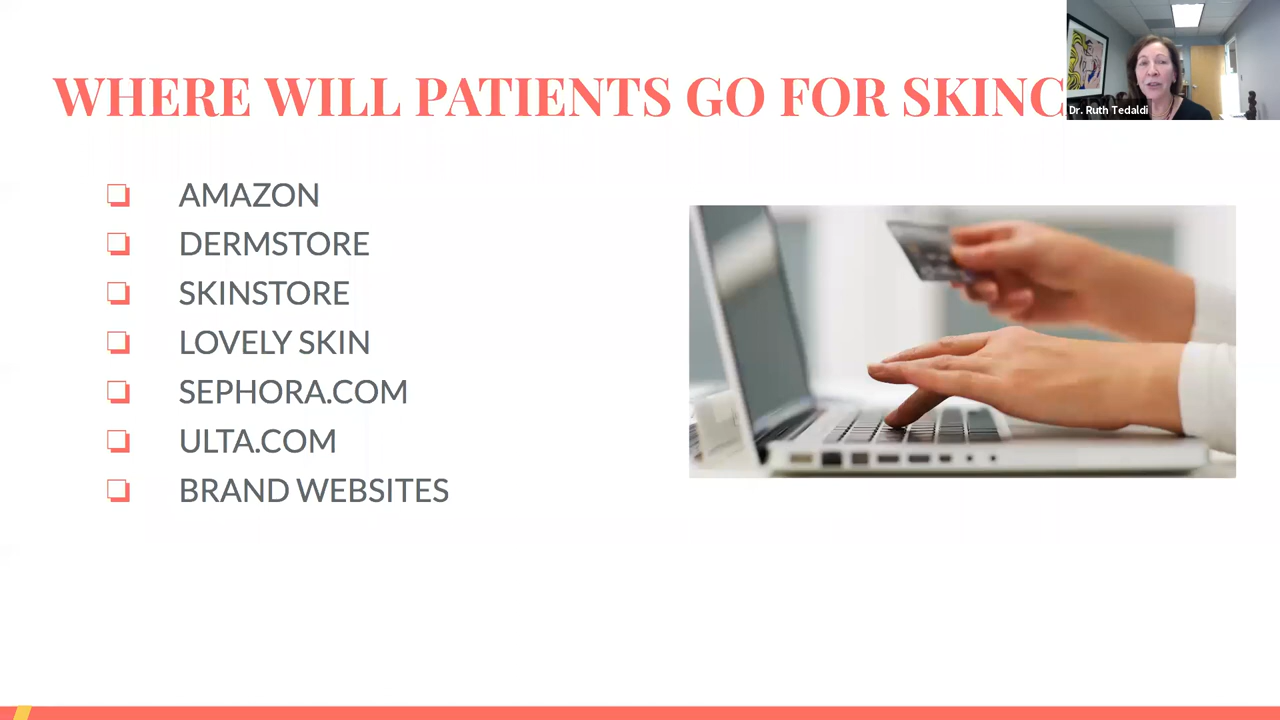 WHERE WILL PATIENTS GO FOR SKINC
Dr. Ruth Tedaldi
AMAZON
DERMSTORE
SKINSTORE
LOVELY SKIN
SEPHORA.COM
ULTA.COM
BRAND WEBSITES